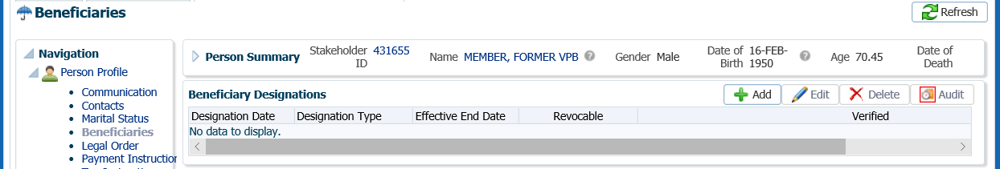 Beneficiaries
Refresh
Navigation
Person Profile
Communication
Contacts
Marital Status
Beneficiaries
Legal Order
Payment Instruction
Person Summary
Stakeholder ID 431655
Name MEMBER, FORMER VPB
Gender Male
Date of Birth 16-FEB-1950
Age 70.45
Date of Death
Beneficiary Designations
Add Edit Delete Audit
Designation Date Designation Type Effective End Date Revocable Verified
No data to display.